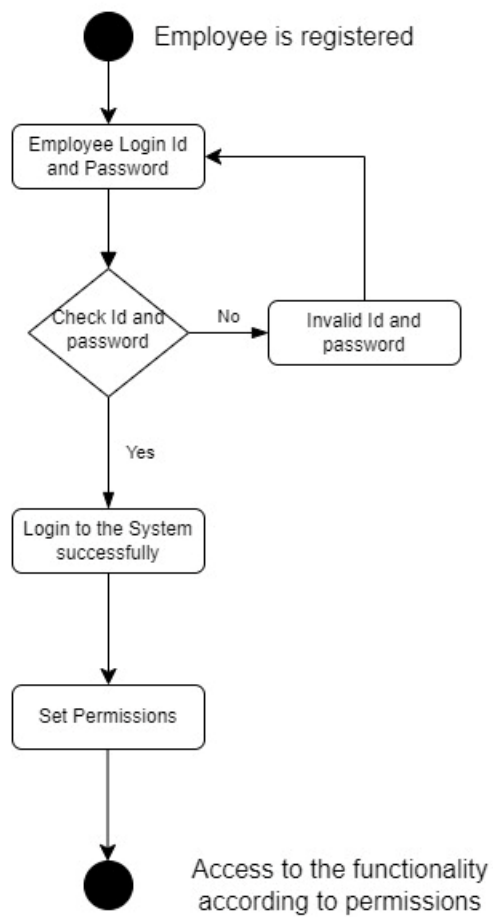 Employee is registered
Employee Login Id
and Password
Check Id and
password
No
Invalid Id and
password
Yes
Login to the System
successfully
Set Permissions
Access to the functionality
according to permissions